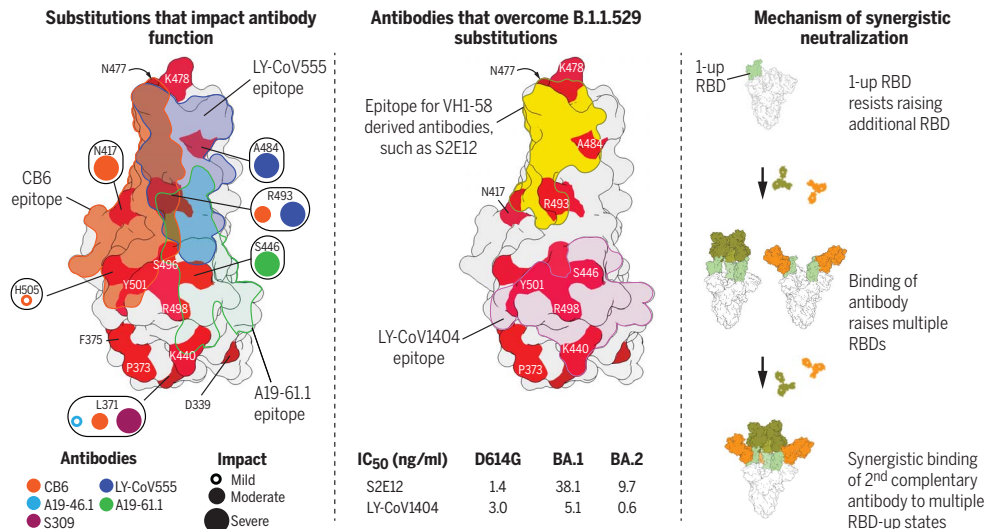 Substitutions that impact antibody
function
N477
K478
LY-CoV555
epitope
N417
A484
CB6
epitope
R493
S446
S496
H505
Y501
R498
F375
K440
P373
A19-61.1
epitope
L371
D339
Antibodies
CB6
LY-CoV555
A19-46.1
A19-61.1
S309
Impact
Mild
Moderate
Severe
Antibodies that overcome B.1.1.529
substitutions
N477
K478
Epitope for VH1-58
derived antibodies,
such as S2E12
A484
N417
R493
S446
Y501
R498
LY-CoV1404
epitope
K440
P373
IC50 (ng/ml) D614G BA.1 BA.2
S2E12 1.4 38.1 9.7
LY-CoV1404 3.0 5.1 0.6
Mechanism of synergistic
neutralization
1-up
RBD
1-up RBD
resists raising
additional RBD
Binding of
antibody
raises multiple
RBDs
Synergistic binding
of 2nd complentary
antibody to multiple
RBD-up states